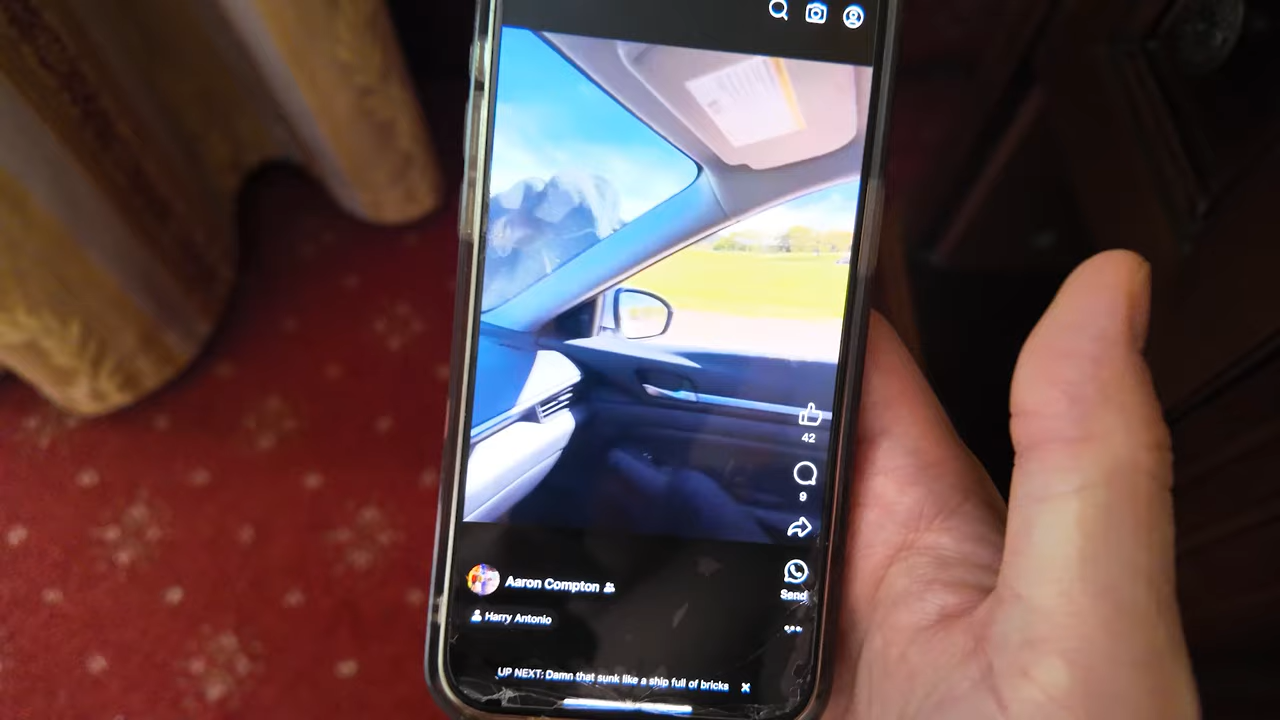 42
9
Aaron Compton
Send
Harry Antonio
UP NEXT: Damn that sunk like a ship full of bricks